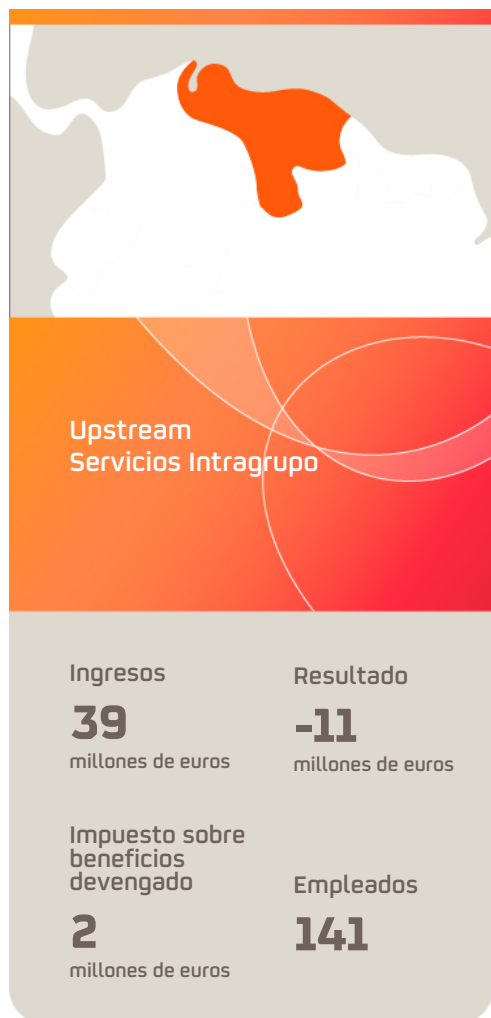 Upstream
Servicios Intragrupo
Ingresos
39
millones de euros
Resultado
-11
millones de euros
Impuesto sobre
beneficios
devengado
2
millones de euros
Empleados
141